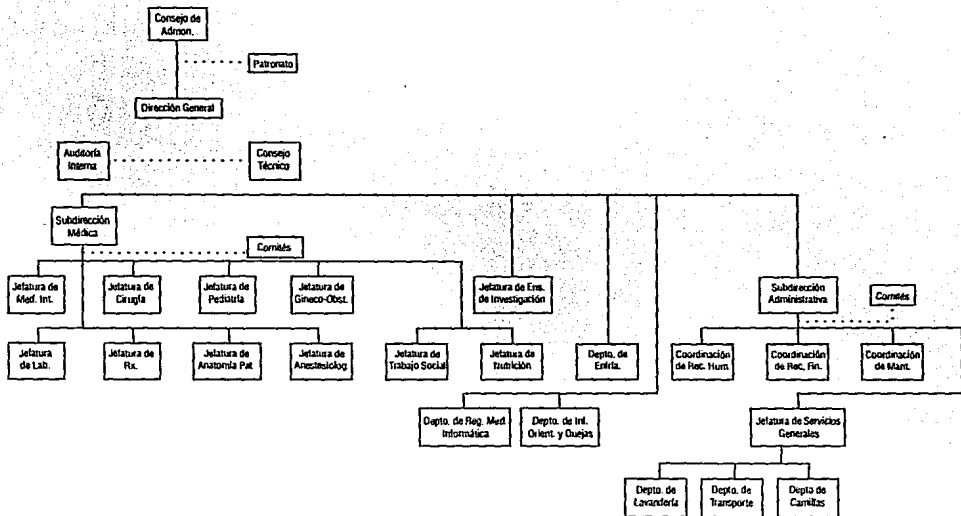 Consejo de
Admon.
Patronato
Dirección General
Auditoría
Interna
Consejo
Técnico
Subdirección
Médica
Comités
Jefatura de
Med. Int.
Jefatura de
Cirugía
Jefatura de
Pediatría
Jefatura de
Gineco-Obst.
Jefatura de Ens.
de Investigación
Subdirección
Administrativa
Comités
Jefatura
de Lab.
Jefatura de
Rx.
Jefatura de
Anatomía Pat.
Jefatura de
Anestesiolog.
Jefatura de
Trabajo Social
Jefatura de
Nutrición
Depto. de
Enfría.
Coordinación
de Rec. Hum.
Coordinación
de Rec. Fin.
Coordinación
de Mant.
Depto. de Reg. Med.
Informática
Depto. de Inf.
Orient. y Quejas
Jefatura de Servicios
Generales
Depto. de
Lavandería
Depto. de
Transporte
Depto de
Camillas